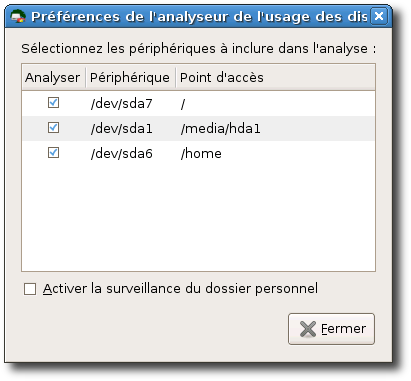 Préférences de l'analyseur de l'usage des dis
Sélectionnez les périphériques à inclure dans l'analyse :
Analyser Périphérique Point d'accès
/dev/sda7 /
/dev/sda1 /media/hda1
/dev/sda6 /home
Activer la surveillance du dossier personnel
Fermer